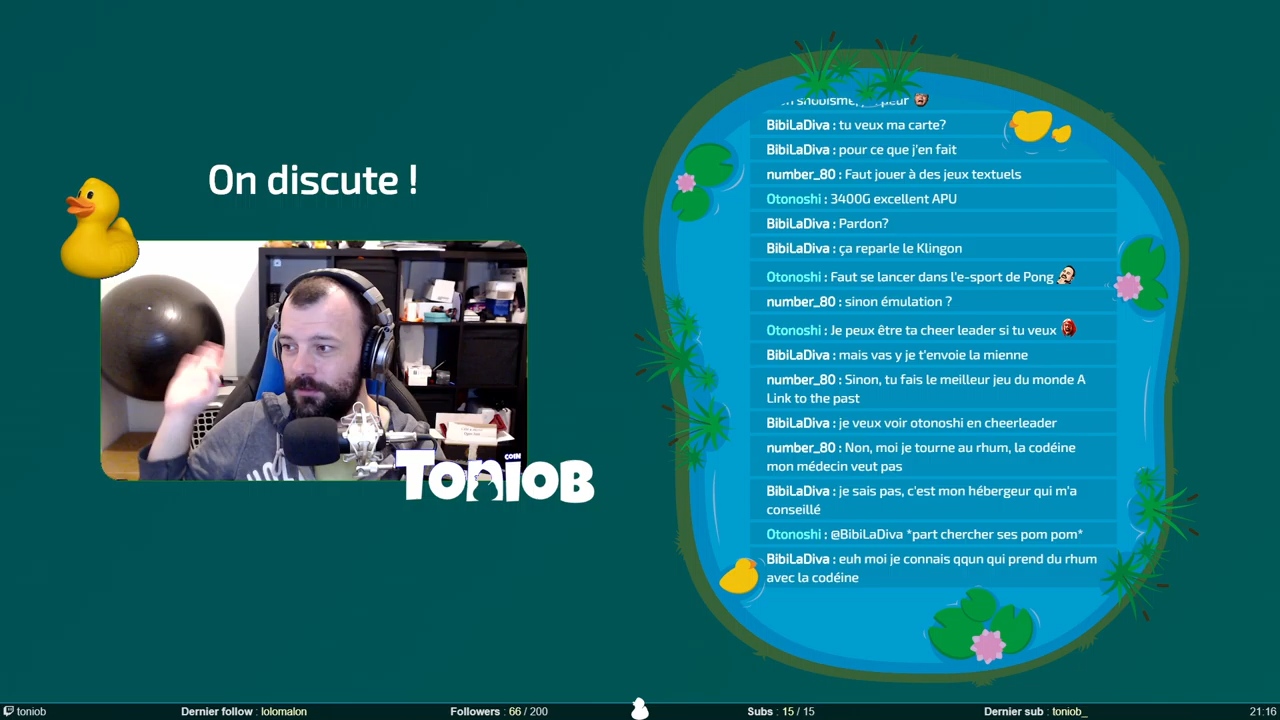 On discute !
COIN
TONIOB
BibiLaDiva : tu veux ma carte?
BibiLaDiva : pour ce que j'en fait
number_80 : Faut jouer à des jeux textuels
Otonoshi : 3400G excellent APU
BibiLaDiva : Pardon?
BibiLaDiva : ça reparle le Klingon
Otonoshi : Faut se lancer dans l'e-sport de Pong
number_80 : sinon émulation ?
Otonoshi : Je peux être ta cheer leader si tu veux
BibiLaDiva : mais vas y je t'envoie la mienne
number_80 : Sinon, tu fais le meilleur jeu du monde A
Link to the past
BibiLaDiva : je veux voir otonoshi en cheerleader
number_80 : Non, moi je tourne au rhum, la codéine
mon médecin veut pas
BibiLaDiva : je sais pas, c'est mon hébergeur qui m'a
conseillé
Otonoshi : @BibiLaDiva *part chercher ses pom pom*
BibiLaDiva : euh moi je connais qqun qui prend du rhum
avec la codéine
toniob
Dernier follow : lolomalon
Followers : 66 / 200
Subs : 15 / 15
Dernier sub : toniob_
21:16